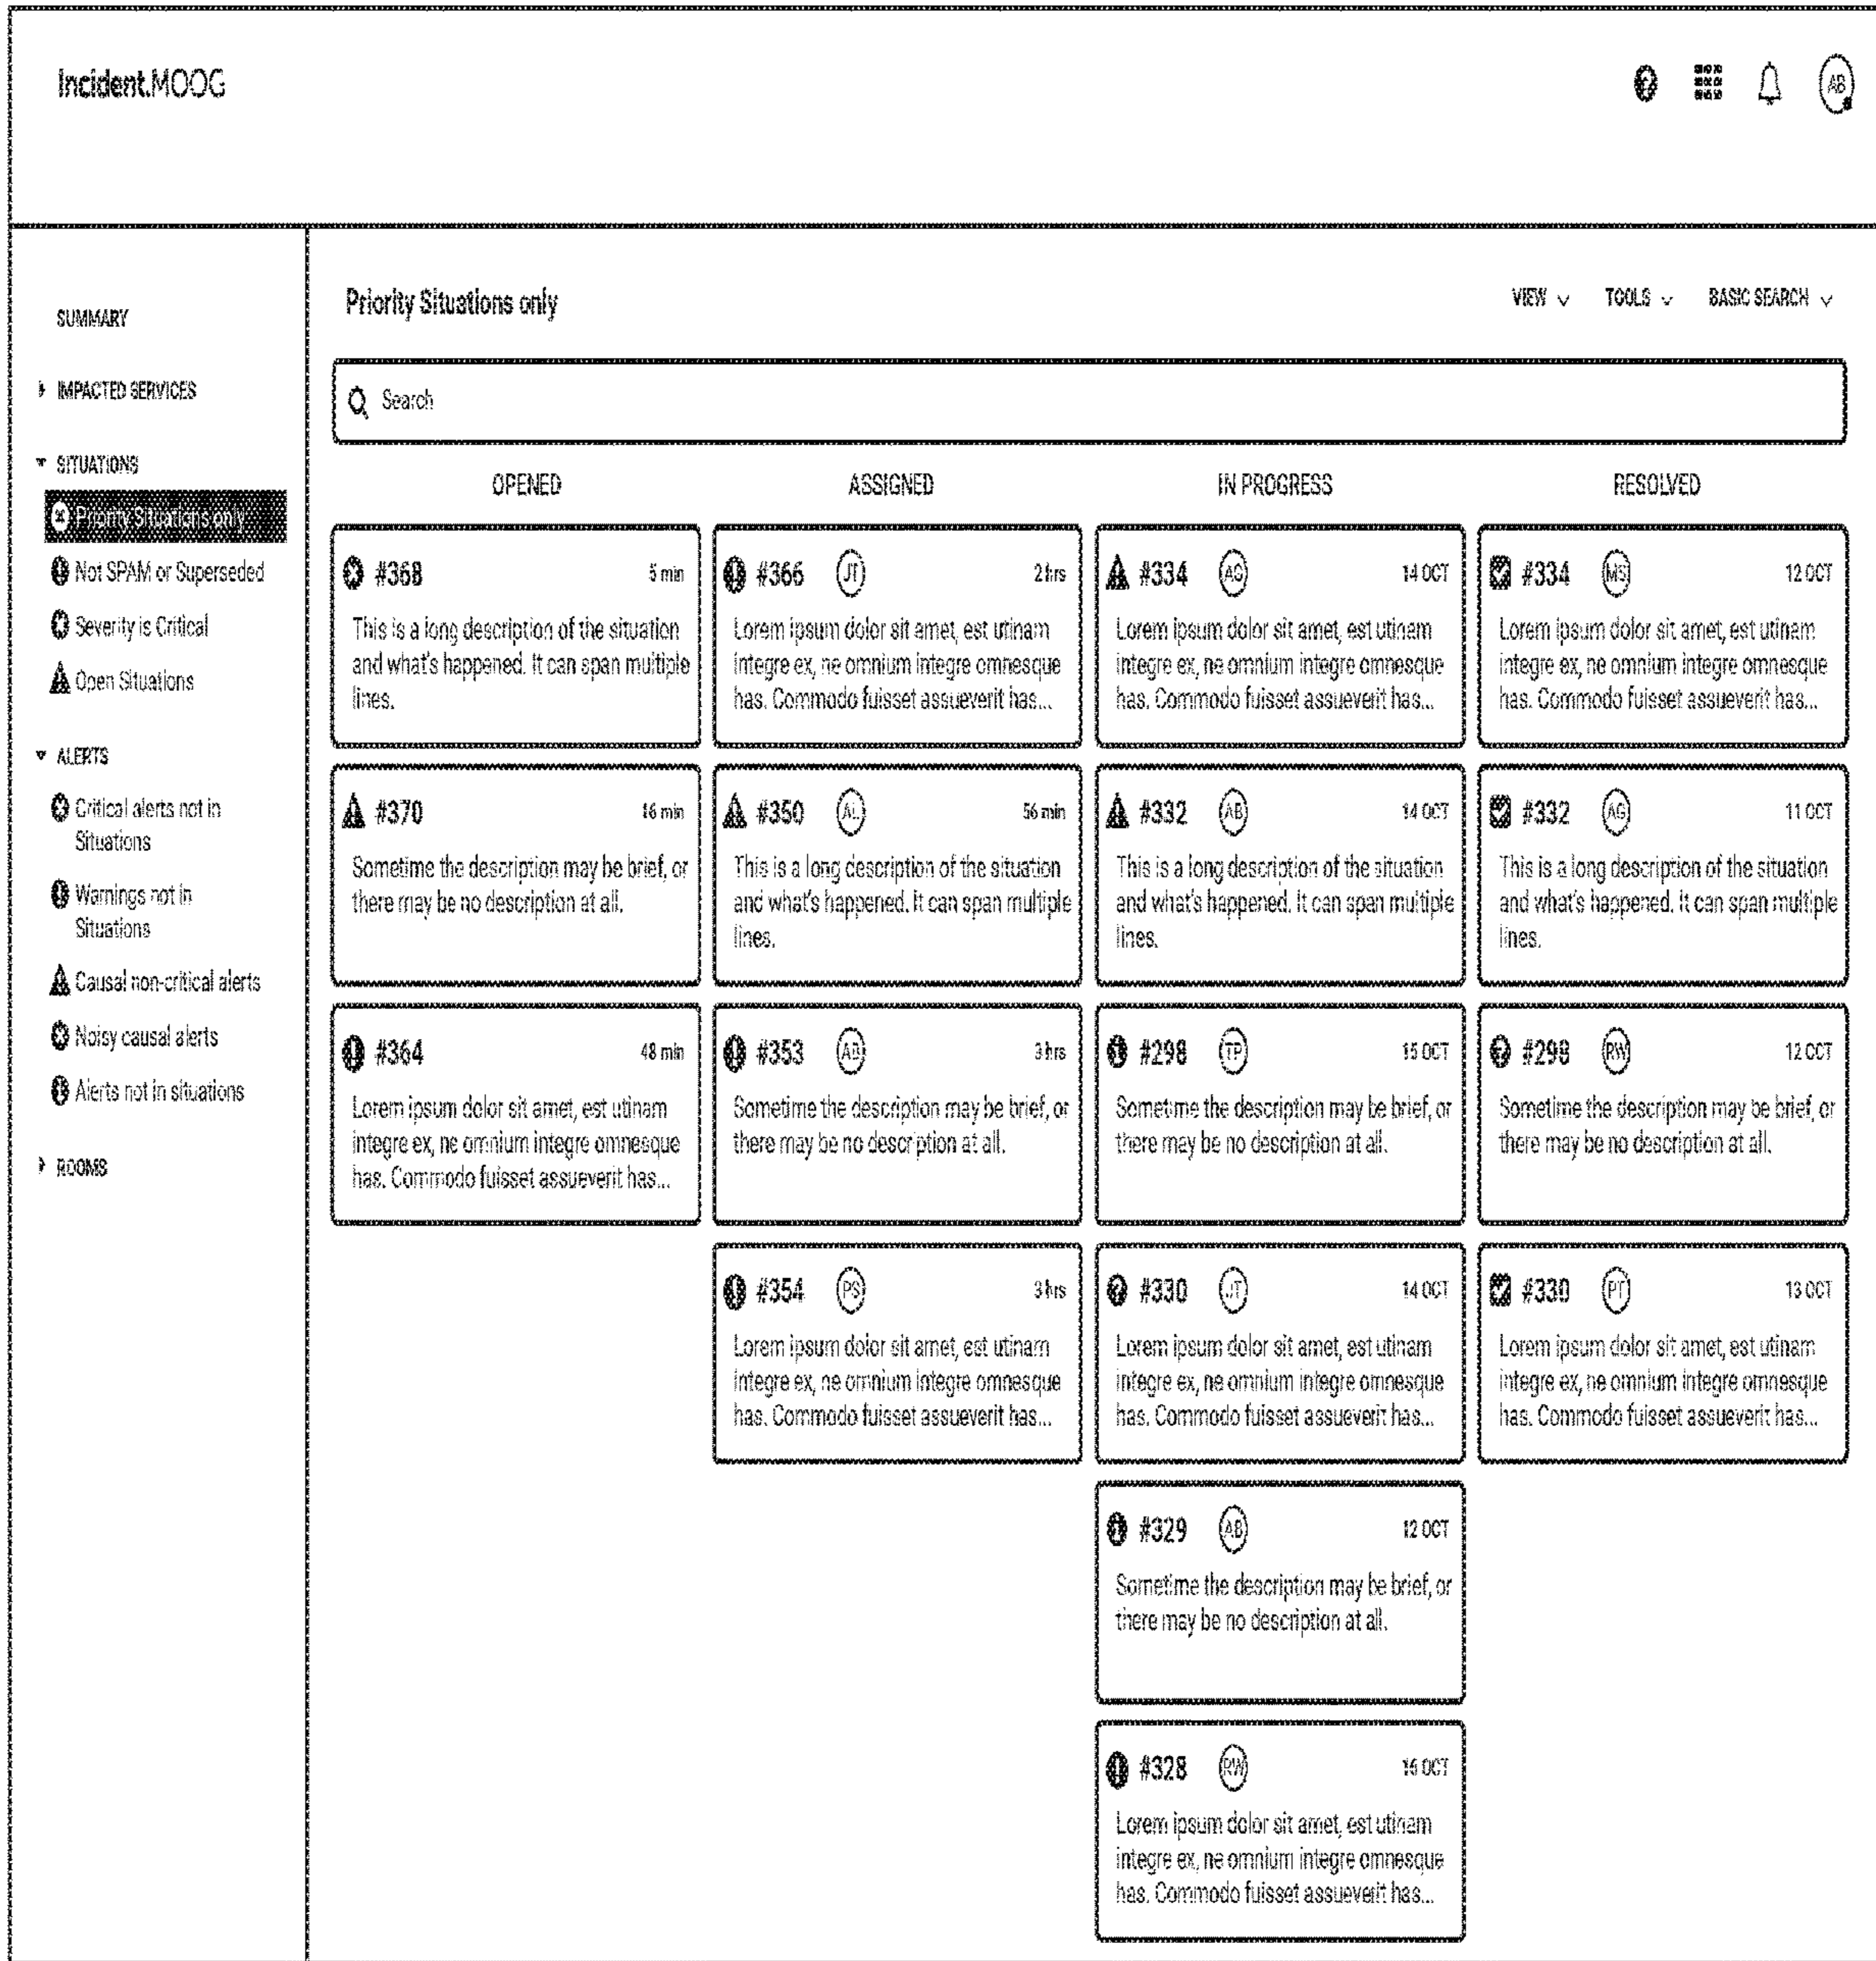 Incident.MOOG
AB
SUMMARY
IMPACTED SERVICES
SITUATIONS
Priority Situations only
Not SPAM or Superseded
Severity is Critical
Open Situations
ALERTS
Critical alerts not in
Situations
Warnings not in
Situations
Causal non-critical alerts
Noisy causal alerts
Alerts not in situations
ROOMS
Priority Situations only
VIEW TOOLS BASIC SEARCH
Search
OPENED
#368 5 min
This is a long description of the situation
and what's happened. It can span multiple
lines.
#370 16 min
Sometime the description may be brief, or
there may be no description at all.
#364 48 min
Lorem ipsum dolor sit amet, est utinam
integre ex, ne omnium integre omnesque
has. Commodo fuisset assueverit has...
ASSIGNED
#366 JT 2 hrs
Lorem ipsum dolor sit amet, est utinam
integre ex, ne omnium integre omnesque
has. Commodo fuisset assueverit has...
#350 AL 56 min
This is a long description of the situation
and what's happened. It can span multiple
lines.
#353 AB 3 hrs
Sometime the description may be brief, or
there may be no description at all.
#354 PS 3 hrs
Lorem ipsum dolor sit amet, est utinam
integre ex, ne omnium integre omnesque
has. Commodo fuisset assueverit has...
IN PROGRESS
#334 AG 14 OCT
Lorem ipsum dolor sit amet, est utinam
integre ex, ne omnium integre omnesque
has. Commodo fuisset assueverit has...
#332 AB 14 OCT
This is a long description of the situation
and what's happened. It can span multiple
lines.
#298 TP 15 OCT
Sometime the description may be brief, or
there may be no description at all.
#330 JT 14 OCT
Lorem ipsum dolor sit amet, est utinam
integre ex, ne omnium integre omnesque
has. Commodo fuisset assueverit has...
#329 AB 12 OCT
Sometime the description may be brief, or
there may be no description at all.
#328 RW 16 OCT
Lorem ipsum dolor sit amet, est utinam
integre ex, ne omnium integre omnesque
has. Commodo fuisset assueverit has...
RESOLVED
#334 MS 12 OCT
Lorem ipsum dolor sit amet, est utinam
integre ex, ne omnium integre omnesque
has. Commodo fuisset assueverit has...
#332 AG 11 OCT
This is a long description of the situation
and what's happened. It can span multiple
lines.
#298 RW 12 OCT
Sometime the description may be brief, or
there may be no description at all.
#330 PT 13 OCT
Lorem ipsum dolor sit amet, est utinam
integre ex, ne omnium integre omnesque
has. Commodo fuisset assueverit has...